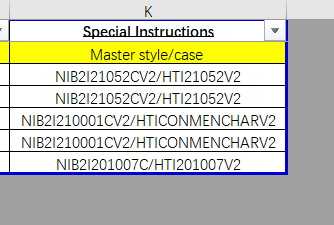 K
Special Instructions
Master style/case
NIB2I21052CV2/HTI21052V2
NIB2I21052CV2/HTI21052V2
NIB2I210001CV2/HTICONMENCHARV2
NIB2I210001CV2/HTICONMENCHARV2
NIB2I201007C/HTI201007V2